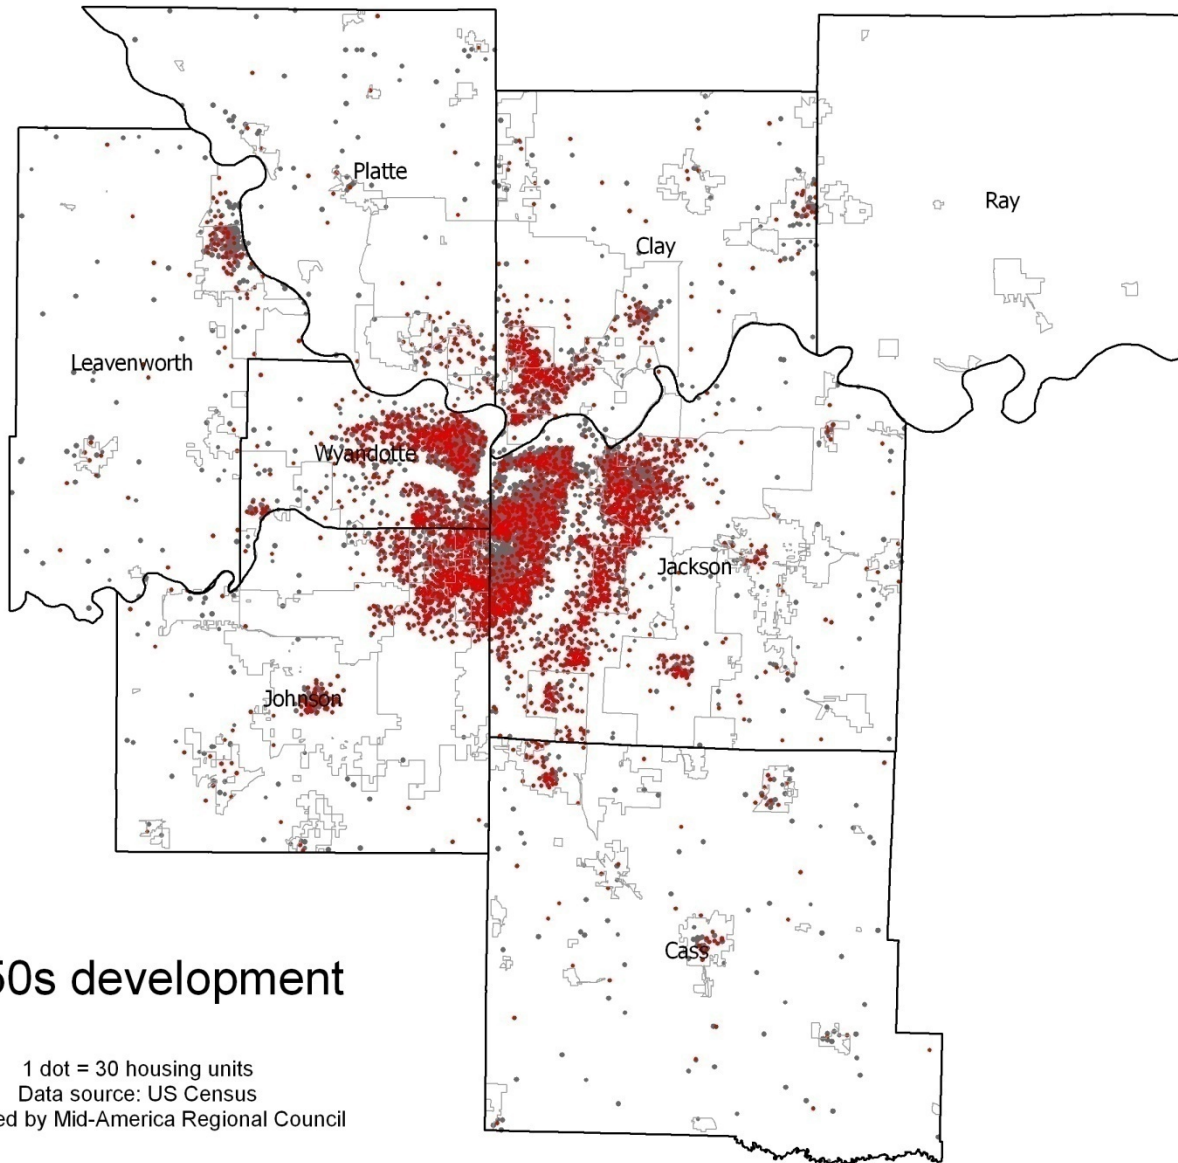 Platte
Ray
Clay
Leavenworth
Wyandotte
Jackson
Johnson
Cass
50s development
1 dot = 30 housing units
Data source: US Census
ed by Mid-America Regional Council